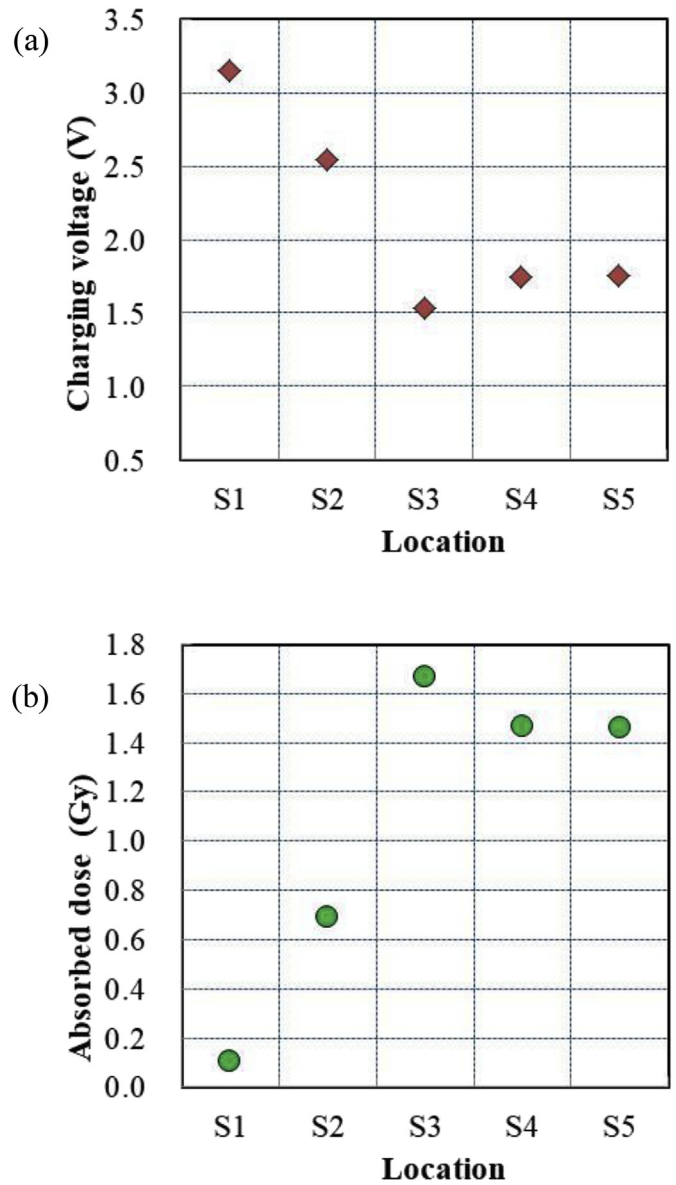 (a)
Charging voltage (V)
3.5
3.0
2.5
2.0
1.5
1.0
0.5
S1 S2 S3 S4 S5
Location
(b)
Absorbed dose (Gy)
1.8
1.6
1.4
1.2
1.0
0.8
0.6
0.4
0.2
0.0
S1 S2 S3 S4 S5
Location